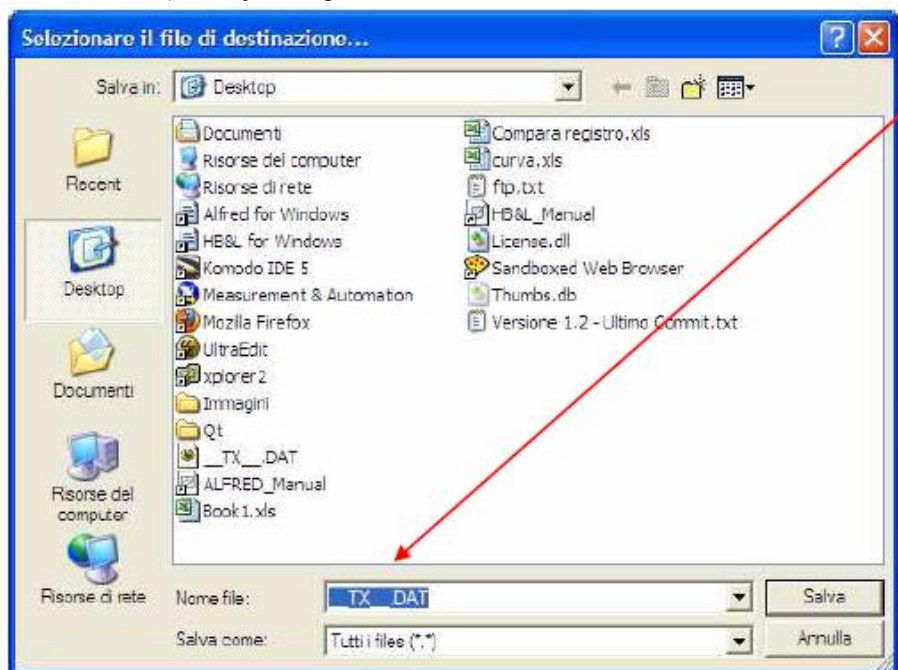 Selezionare il file di destinazione...
Salva in:
Desktop
Recent
Desktop
Documenti
Risorse del computer
Risorse di rete
Documenti
Risorse del computer
Risorse di rete
Alfred for Windows
HB&L for Windows
Komodo IDE 5
Measurement & Automation
Mozilla Firefox
UltraEdit
xplorer2
Immagini
Qt
__TX__.DAT
ALFRED_Manual
Book1.xls
Compara registro.xls
curva.xls
ftp.txt
HB&L_Manual
License.dll
Sandboxed Web Browser
Thumbs.db
Versione 1.2 - Ultimo Commit.txt
Nome file:
__TX__.DAT
Salva
Salva come:
Tutti i files (*.*)
Annulla